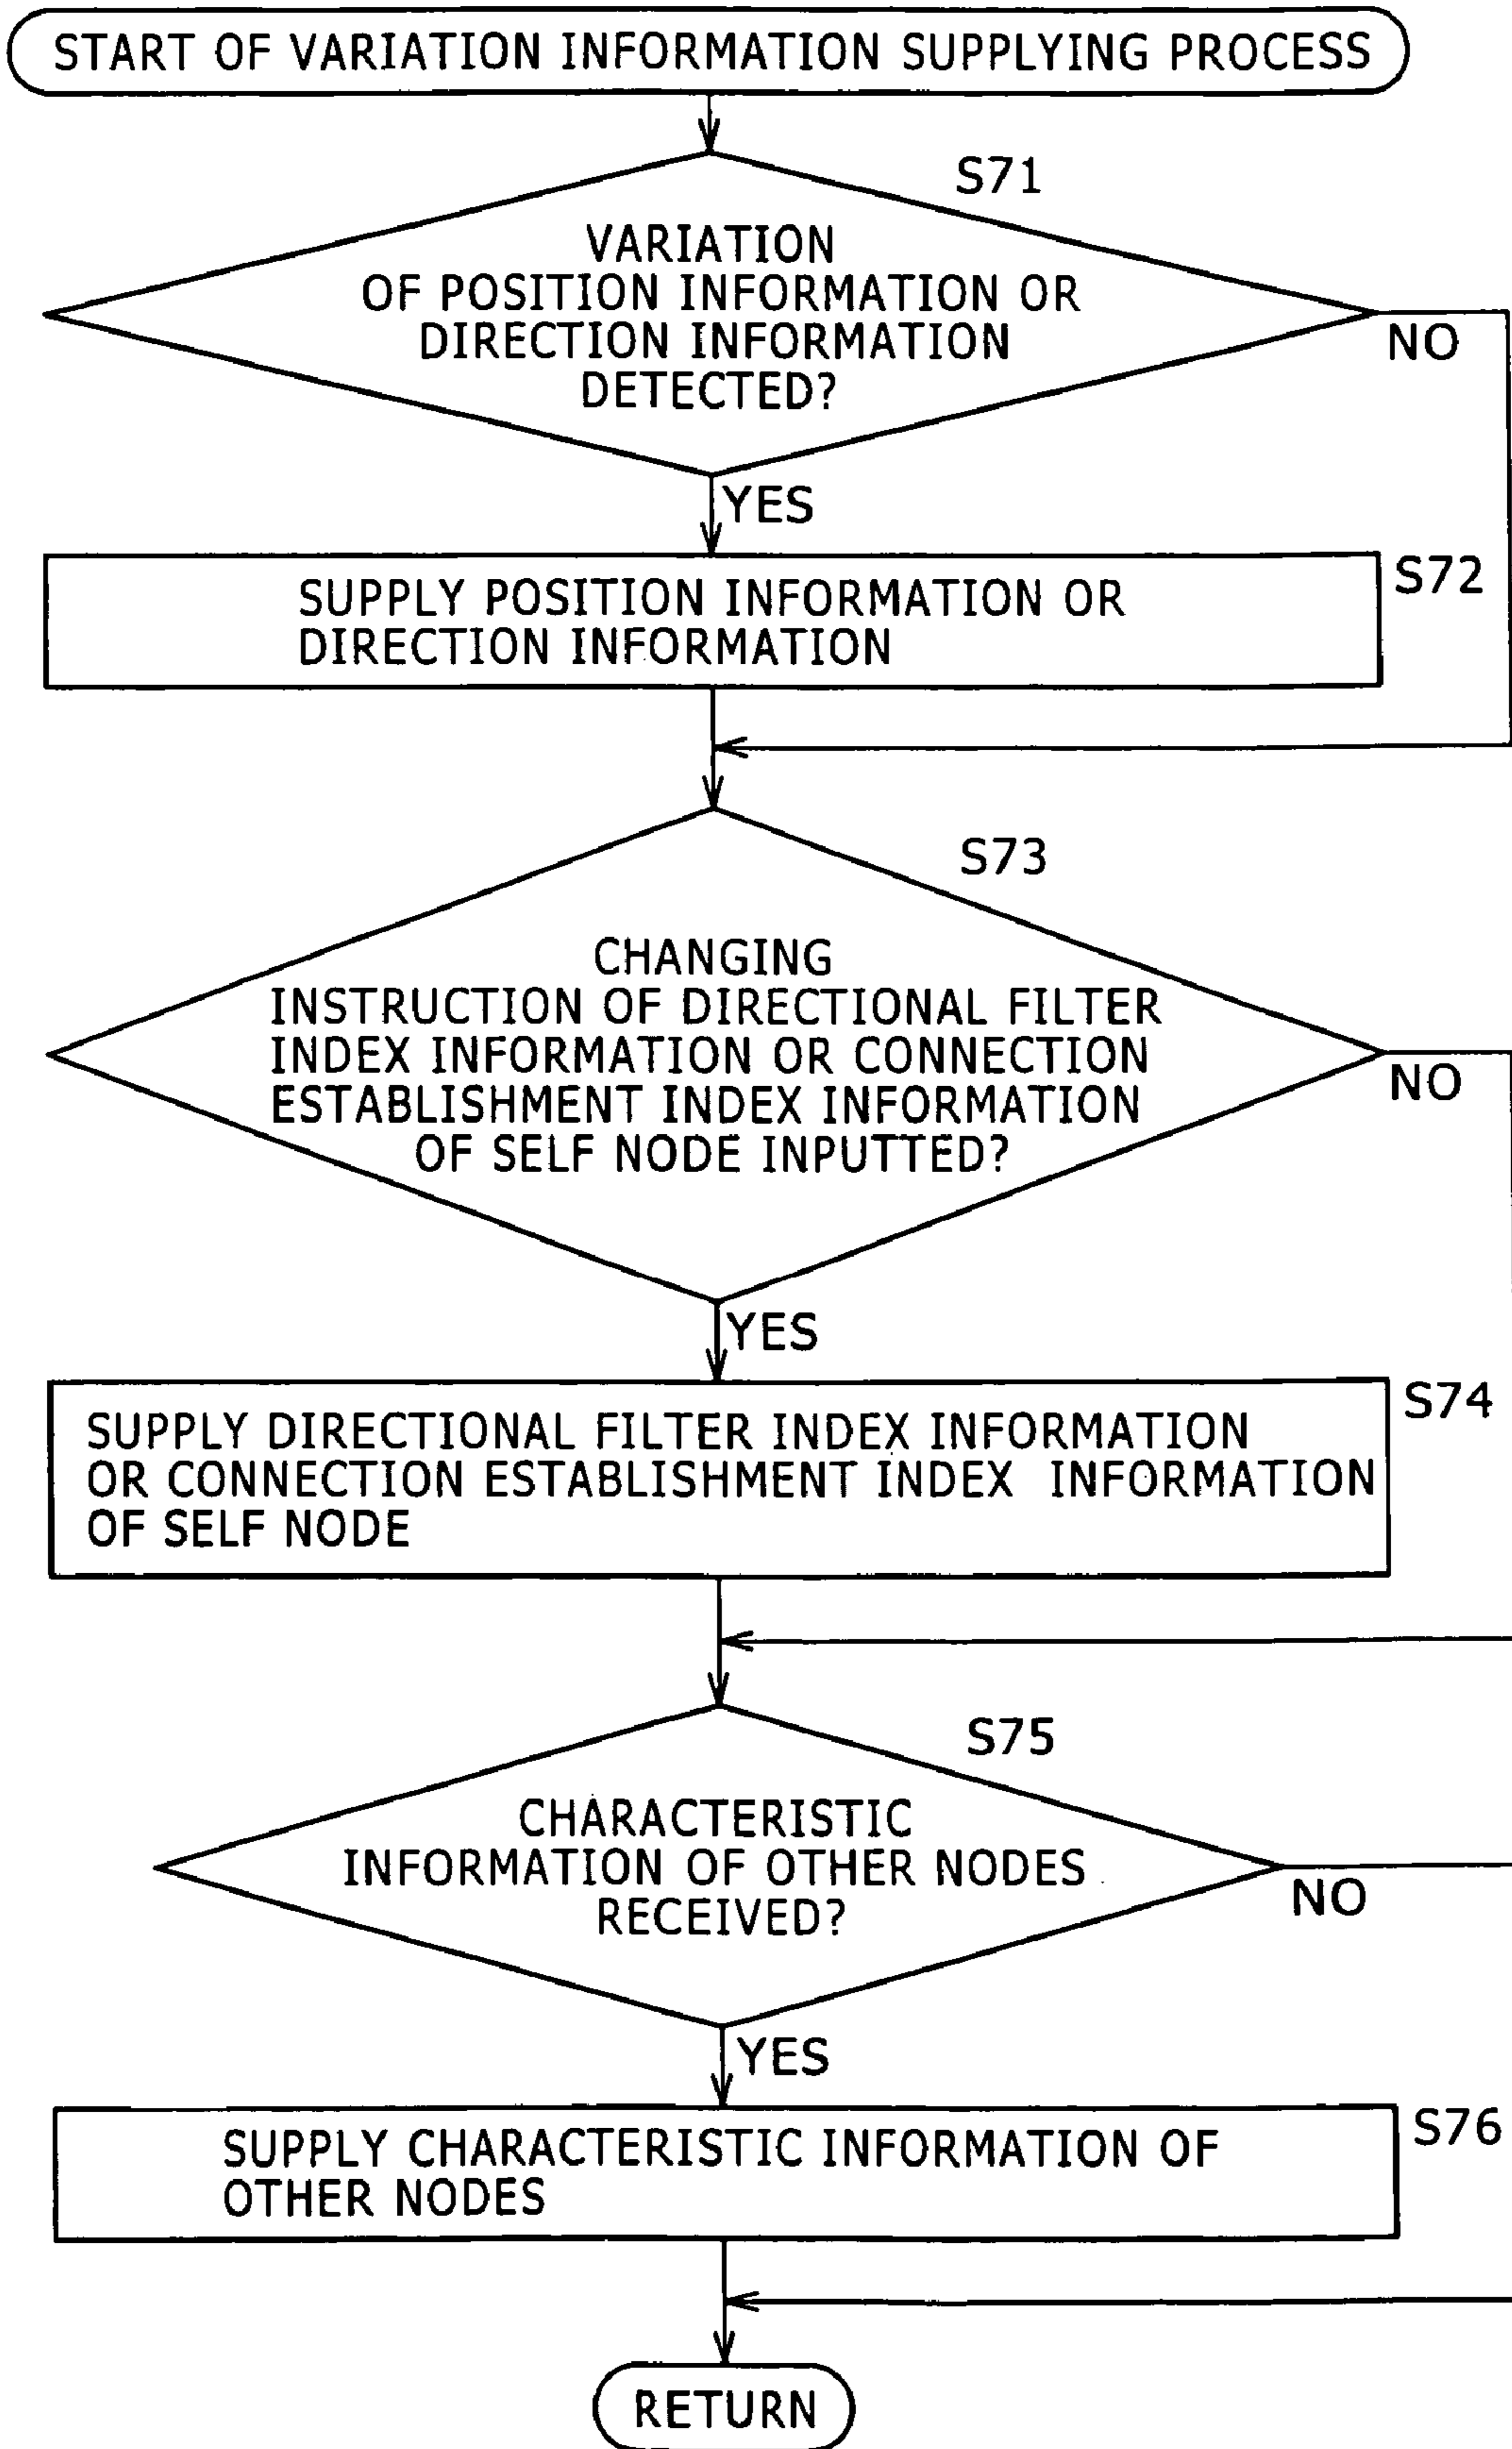 START OF VARIATION INFORMATION SUPPLYING PROCESS
S71
VARIATION
OF POSITION INFORMATION OR
DIRECTION INFORMATION
DETECTED?
NO
YES
S72
SUPPLY POSITION INFORMATION OR
DIRECTION INFORMATION
S73
CHANGING
INSTRUCTION OF DIRECTIONAL FILTER
INDEX INFORMATION OR CONNECTION
ESTABLISHMENT INDEX INFORMATION
OF SELF NODE INPUTTED?
NO
YES
S74
SUPPLY DIRECTIONAL FILTER INDEX INFORMATION
OR CONNECTION ESTABLISHMENT INDEX INFORMATION
OF SELF NODE
S75
CHARACTERISTIC
INFORMATION OF OTHER NODES
RECEIVED?
NO
YES
S76
SUPPLY CHARACTERISTIC INFORMATION OF
OTHER NODES
RETURN